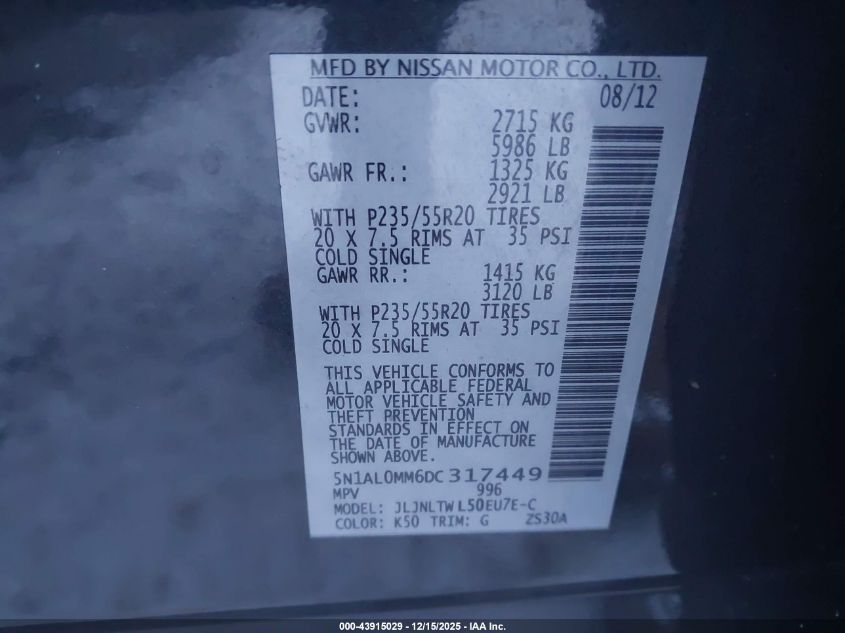 MFD BY NISSAN MOTOR CO., LTD.
DATE: 08/12
GVWR: 2715 KG
5986 LB
GAWR FR.: 1325 KG
2921 LB
WITH P235/55R20 TIRES
20 X 7.5 RIMS AT 35 PSI
COLD SINGLE
GAWR RR.: 1415 KG
3120 LB
WITH P235/55R20 TIRES
20 X 7.5 RIMS AT 35 PSI
COLD SINGLE
THIS VEHICLE CONFORMS TO
ALL APPLICABLE FEDERAL
MOTOR VEHICLE SAFETY AND
THEFT PREVENTION
STANDARDS IN EFFECT ON
THE DATE OF MANUFACTURE
SHOWN ABOVE.
5N1AL0MM6DC317449
MPV 996
MODEL: JLJNLTWL50EU7E-C
COLOR: K50 TRIM: G ZS30A
000-43915029 - 12/15/2025 - IAA Inc.